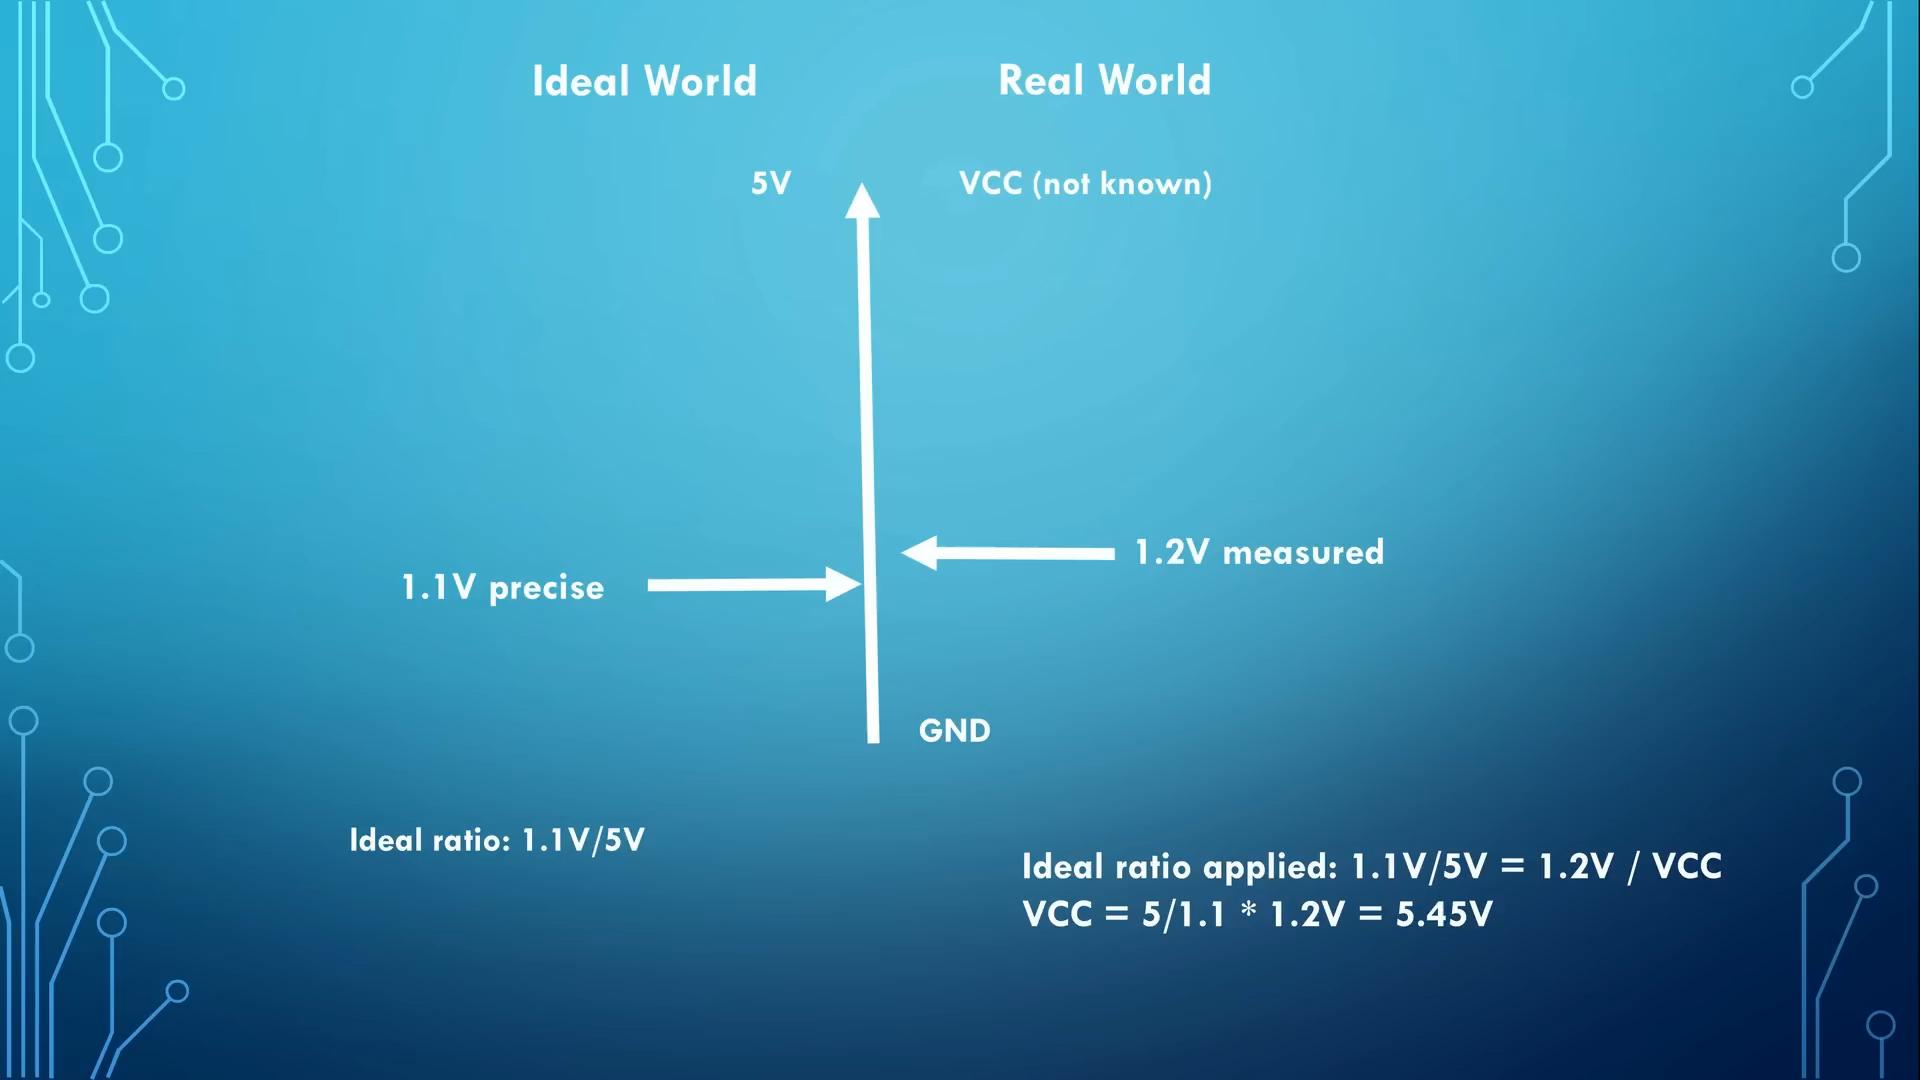 Ideal World
Real World
5V
VCC (not known)
1.2V measured
1.1V precise
GND
Ideal ratio: 1.1V/5V
Ideal ratio applied: 1.1V/5V = 1.2V / VCC
VCC = 5/1.1 * 1.2V = 5.45V